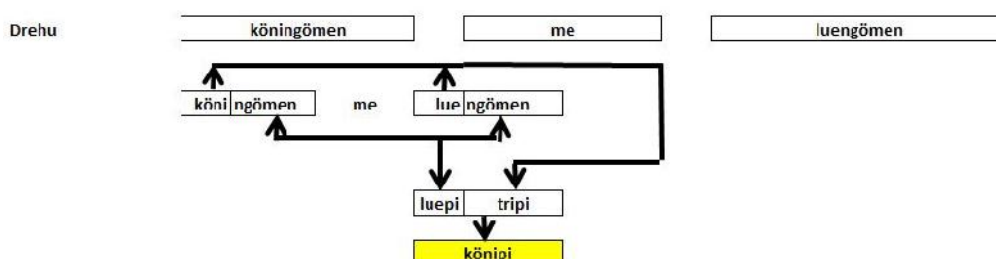 Drehu köningömen me luengömen
köni ngömen me lue ngömen
luepi tripi
könipi